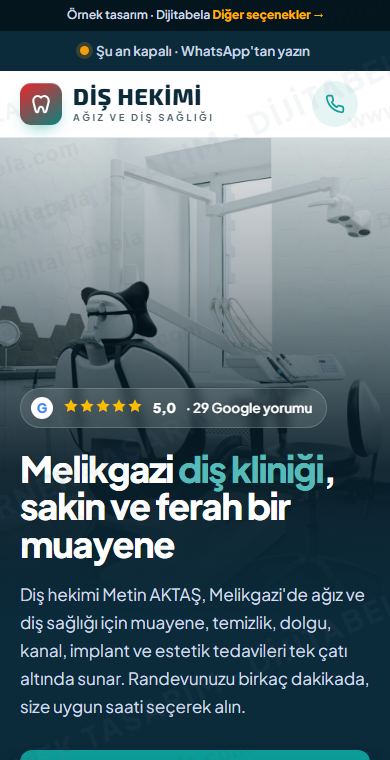 Örnek tasarım · Dijitabela Diğer seçenekler →
Şu an kapalı · WhatsApp'tan yazın
DİŞ HEKİMİ
AĞIZ VE DİŞ SAĞLIĞI
G ★★★★★ 5,0 · 29 Google yorumu
Melikgazi diş kliniği,
sakin ve ferah bir
muayene
Diş hekimi Metin AKTAŞ, Melikgazi'de ağız ve
diş sağlığı için muayene, temizlik, dolgu,
kanal, implant ve estetik tedavileri tek çatı
altında sunar. Randevunuzu birkaç dakikada,
size uygun saati seçerek alın.